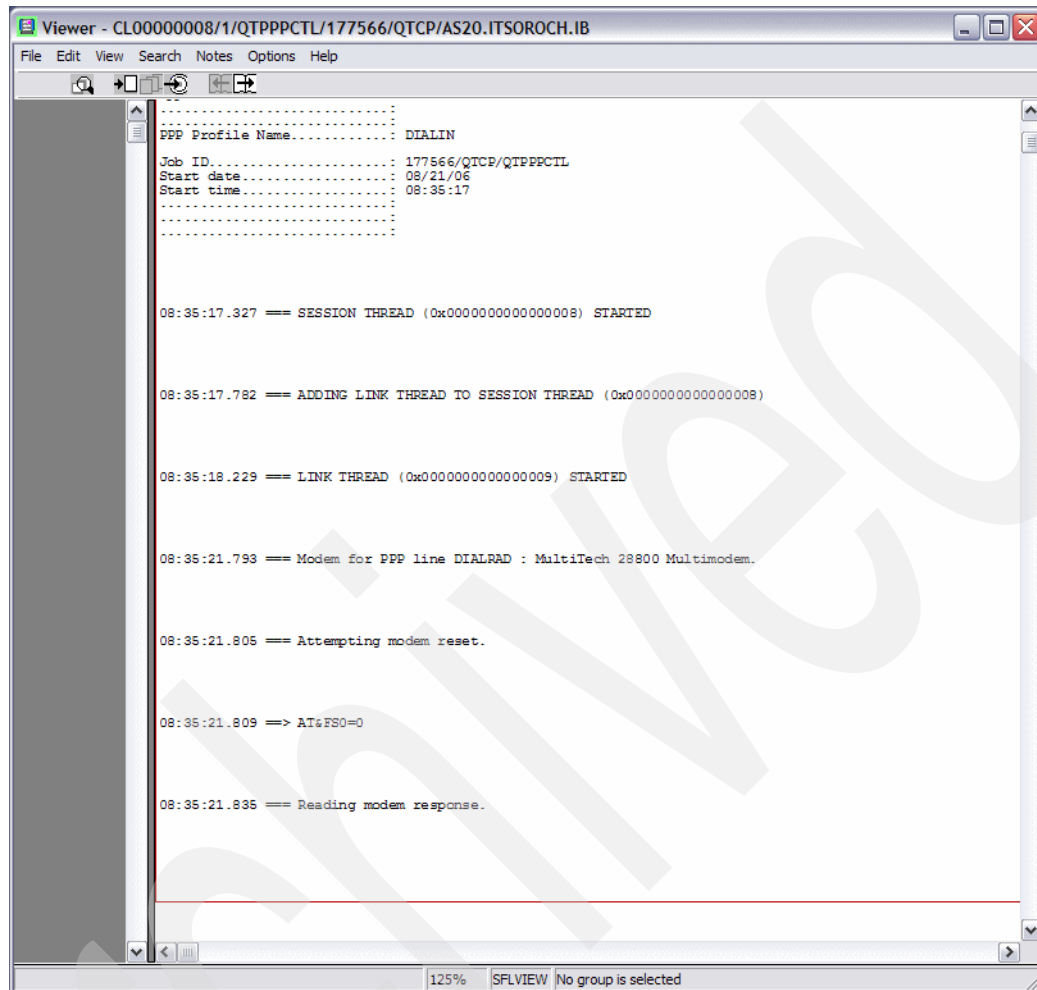 Viewer - CL00000008/1/QTPPPCTL/177566/QTCP/AS20.ITSOROCH.IB
File Edit View Search Notes Options Help
............................:
............................:
PPP Profile Name............: DIALIN
Job ID......................: 177566/QTCP/QTPPPCTL
Start date..................: 08/21/06
Start time..................: 08:35:17
............................:
............................:
............................:
08:35:17.327 === SESSION THREAD (0x0000000000000008) STARTED
08:35:17.782 === ADDING LINK THREAD TO SESSION THREAD (0x0000000000000008)
08:35:18.229 === LINK THREAD (0x0000000000000009) STARTED
08:35:21.793 === Modem for PPP line DIALRAD : MultiTech 28800 Multimodem.
08:35:21.805 === Attempting modem reset.
08:35:21.809 ==> AT&FS0=0
08:35:21.835 === Reading modem response.
125% SFLVIEW No group is selected